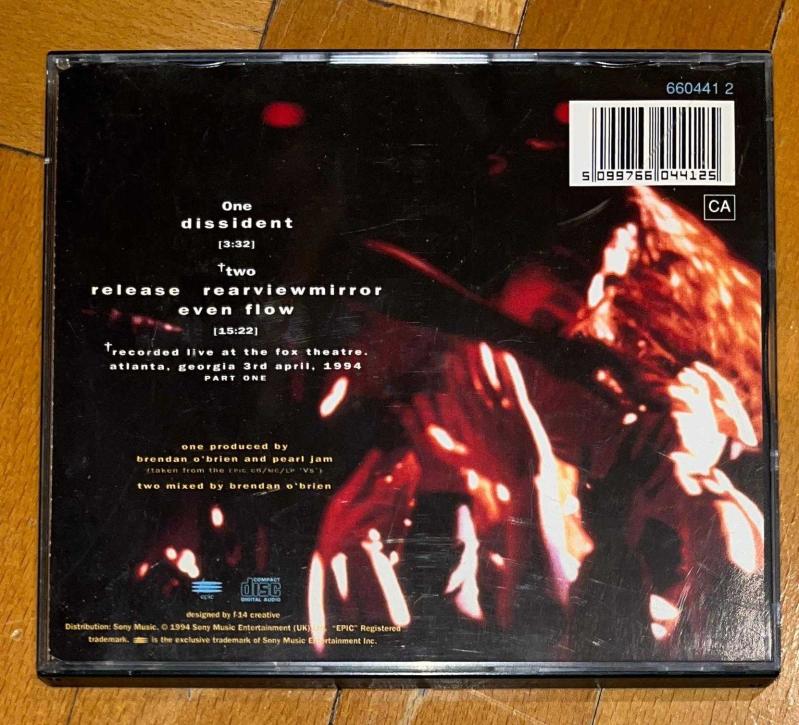 660441 2
5 099766 044125
CA
One
dissident
[3:32]
†two
release rearviewmirror
even flow
[15:22]
†recorded live at the fox theatre.
atlanta, georgia 3rd april, 1994
PART ONE
one produced by
brendan o'brien and pearl jam
(taken from the EPIC CD/MC/LP 'Vs')
two mixed by brendan o'brien
epic
COMPACT
disc
DIGITAL AUDIO
designed by f-14 creative
Distribution: Sony Music. © 1994 Sony Music Entertainment (UK) "EPIC" Registered
trademark. is the exclusive trademark of Sony Music Entertainment Inc.